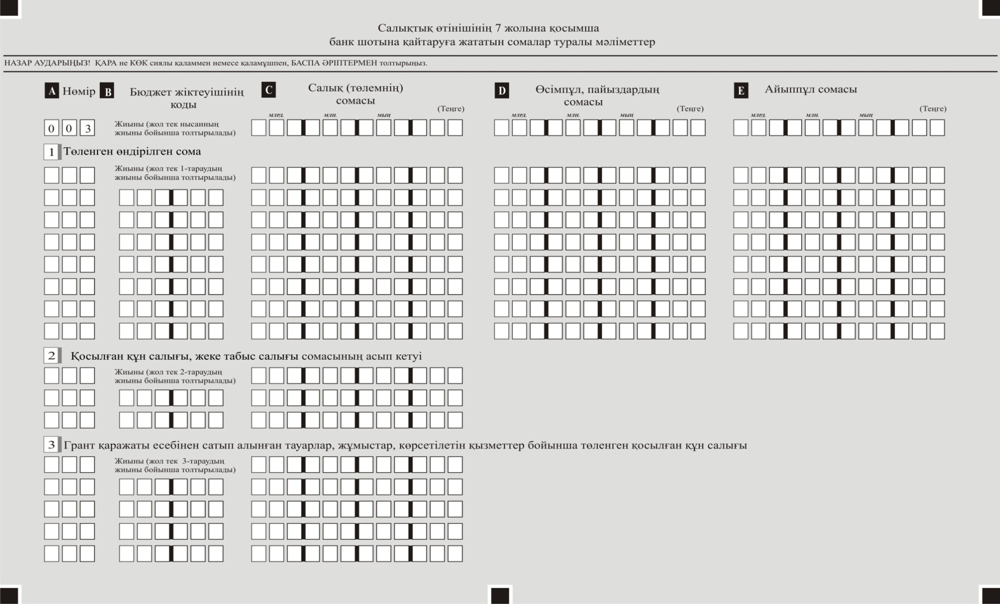 Салықтық өтінішінің 7 жолына қосымша
банк шотына қайтаруға жататын сомалар туралы мәліметтер
НАЗАР АУДАРЫҢЫЗ! ҚАРА не КӨК сиялы қаламмен немесе қаламұшпен, БАСПА ӘРІПТЕРМЕН толтырыңыз.
A Нөмір B Бюджет жіктеуішінің коды C Салық (төлемнің) сомасы (Теңге) D Өсімпұл, пайыздардың сомасы (Теңге) E Айыппұл сомасы (Теңге)
МЛРД. МЛН. МЫҢ МЛРД. МЛН. МЫҢ МЛРД. МЛН. МЫҢ
0 0 3 Жиыны (жол тек нысанның
жиыны бойынша толтырылады)
1 Төленген өндірілген сома
Жиыны (жол тек 1-тараудың
жиыны бойынша толтырылады)
2 Қосылған құн салығы, жеке табыс салығы сомасының асып кетуі
Жиыны (жол тек 2-тараудың
жиыны бойынша толтырылады)
3 Грант қаражаты есебінен сатып алынған тауарлар, жұмыстар, көрсетілетін қызметтер бойынша төленген қосылған құн салығы
Жиыны (жол тек 3-тараудың
жиыны бойынша толтырылады)